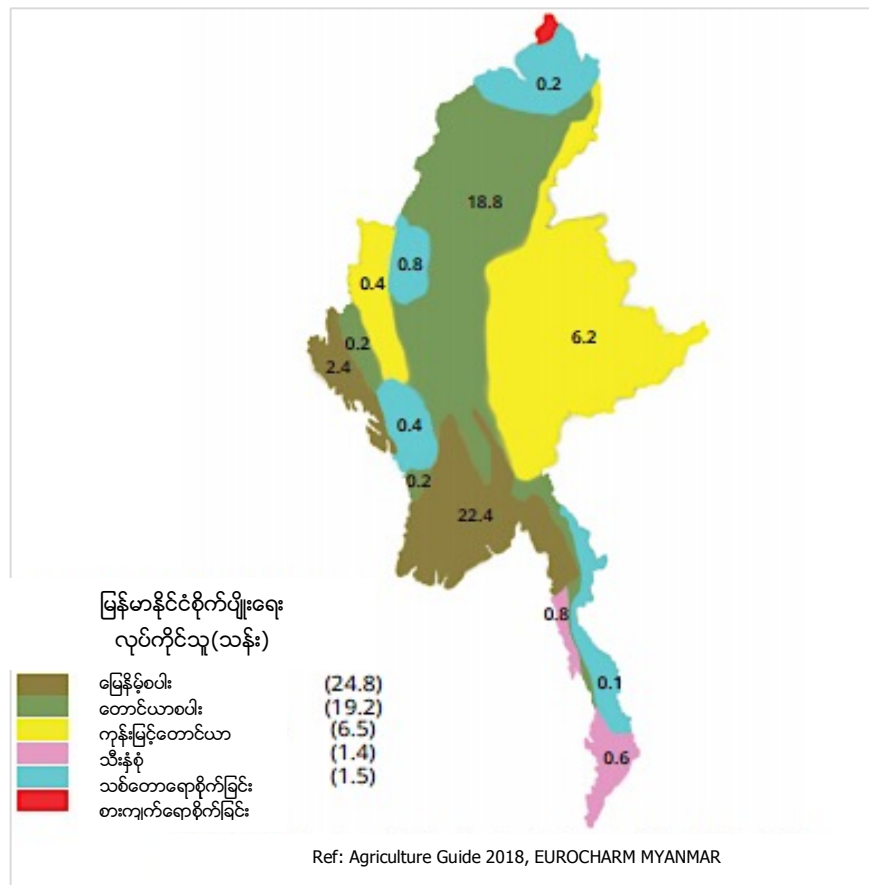 0.2
18.8
0.8
0.4
6.2
0.2
2.4
0.4
0.2
22.4
0.8
0.1
0.6
မြန်မာနိုင်ငံစိုက်ပျိုးရေး
လုပ်ကိုင်သူ(သန်း)
မြေနိမ့်စပါး (24.8)
တောင်ယာစပါး (19.2)
ကုန်းမြင့်တောင်ယာ (6.5)
သီးနှံစုံ (1.4)
သစ်တောရောစိုက်ခြင်း (1.5)
စားကျက်ရောစိုက်ခြင်း
Ref: Agriculture Guide 2018, EUROCHARM MYANMAR